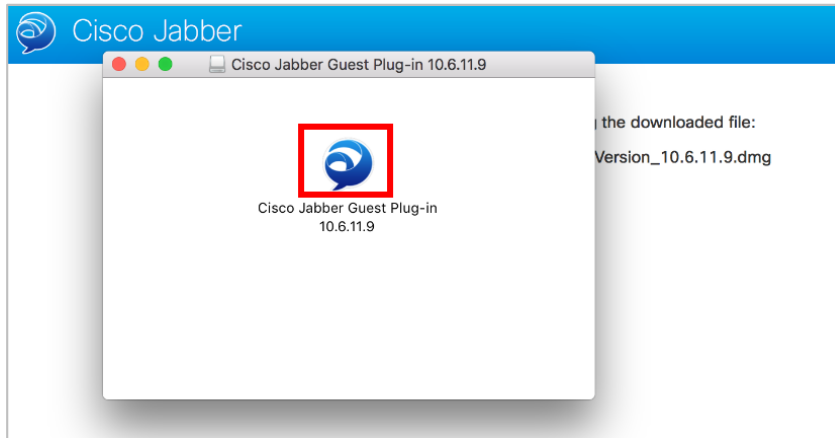 Cisco Jabber
Cisco Jabber Guest Plug-in 10.6.11.9
the downloaded file:
Version_10.6.11.9.dmg
Cisco Jabber Guest Plug-in
10.6.11.9